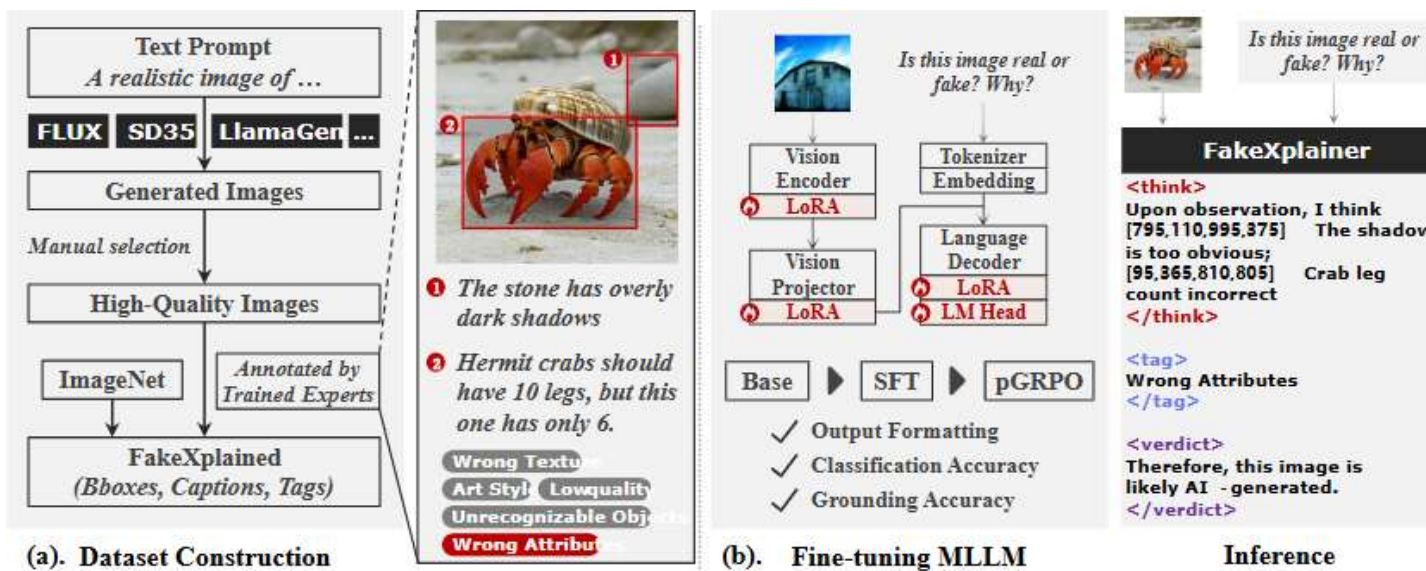 Text Prompt
A realistic image of ...
FLUX SD35 LlamaGen ...
Generated Images
Manual selection
High-Quality Images
ImageNet
Annotated by
Trained Experts
FakeXplained
(Bboxes, Captions, Tags)
(a). Dataset Construction
1
2
1 The stone has overly
dark shadows
2 Hermit crabs should
have 10 legs, but this
one has only 6.
Wrong Texture
Art Style Lowquality
Unrecognizable Objects
Wrong Attributes
Is this image real or
fake? Why?
Vision
Encoder
LoRA
Vision
Projector
LoRA
Tokenizer
Embedding
Language
Decoder
LoRA
LM Head
Base SFT pGRPO
Output Formatting
Classification Accuracy
Grounding Accuracy
(b). Fine-tuning MLLM
Is this image real or
fake? Why?
FakeXplainer
<think>
Upon observation, I think
[795,110,995,375] The shadow
is too obvious;
[95,365,810,805] Crab leg
count incorrect
</think>
<tag>
Wrong Attributes
</tag>
<verdict>
Therefore, this image is
likely AI -generated.
</verdict>
Inference